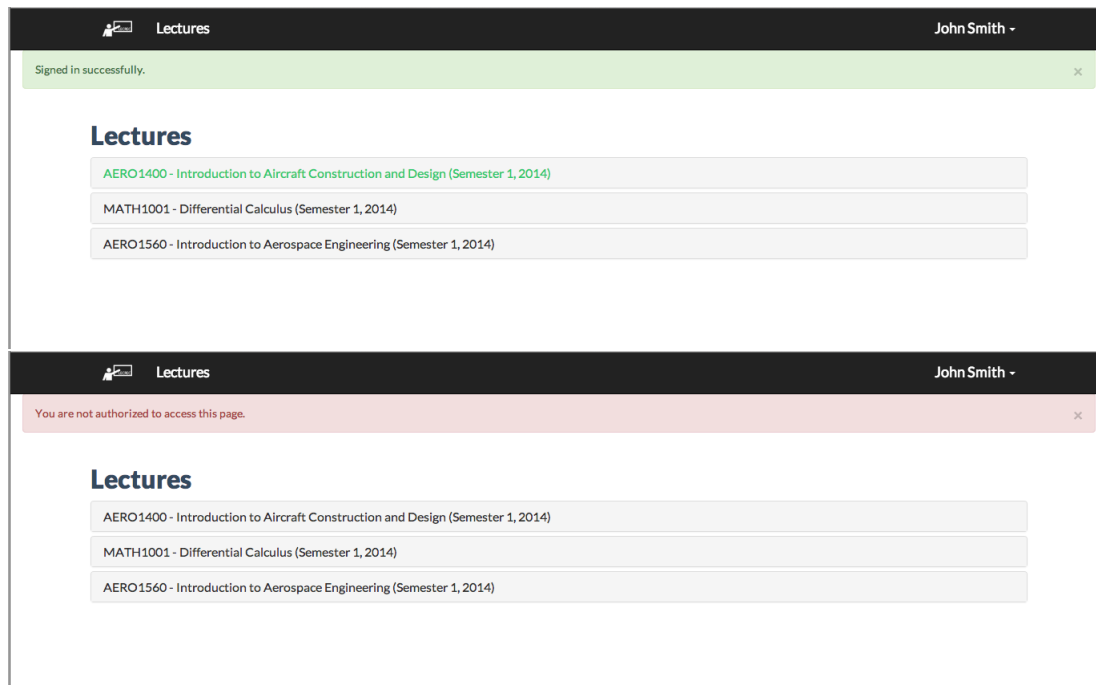 Lectures John Smith
Signed in successfully. ×
Lectures
AERO1400 - Introduction to Aircraft Construction and Design (Semester 1, 2014)
MATH1001 - Differential Calculus (Semester 1, 2014)
AERO1560 - Introduction to Aerospace Engineering (Semester 1, 2014)
Lectures John Smith
You are not authorized to access this page. ×
Lectures
AERO1400 - Introduction to Aircraft Construction and Design (Semester 1, 2014)
MATH1001 - Differential Calculus (Semester 1, 2014)
AERO1560 - Introduction to Aerospace Engineering (Semester 1, 2014)